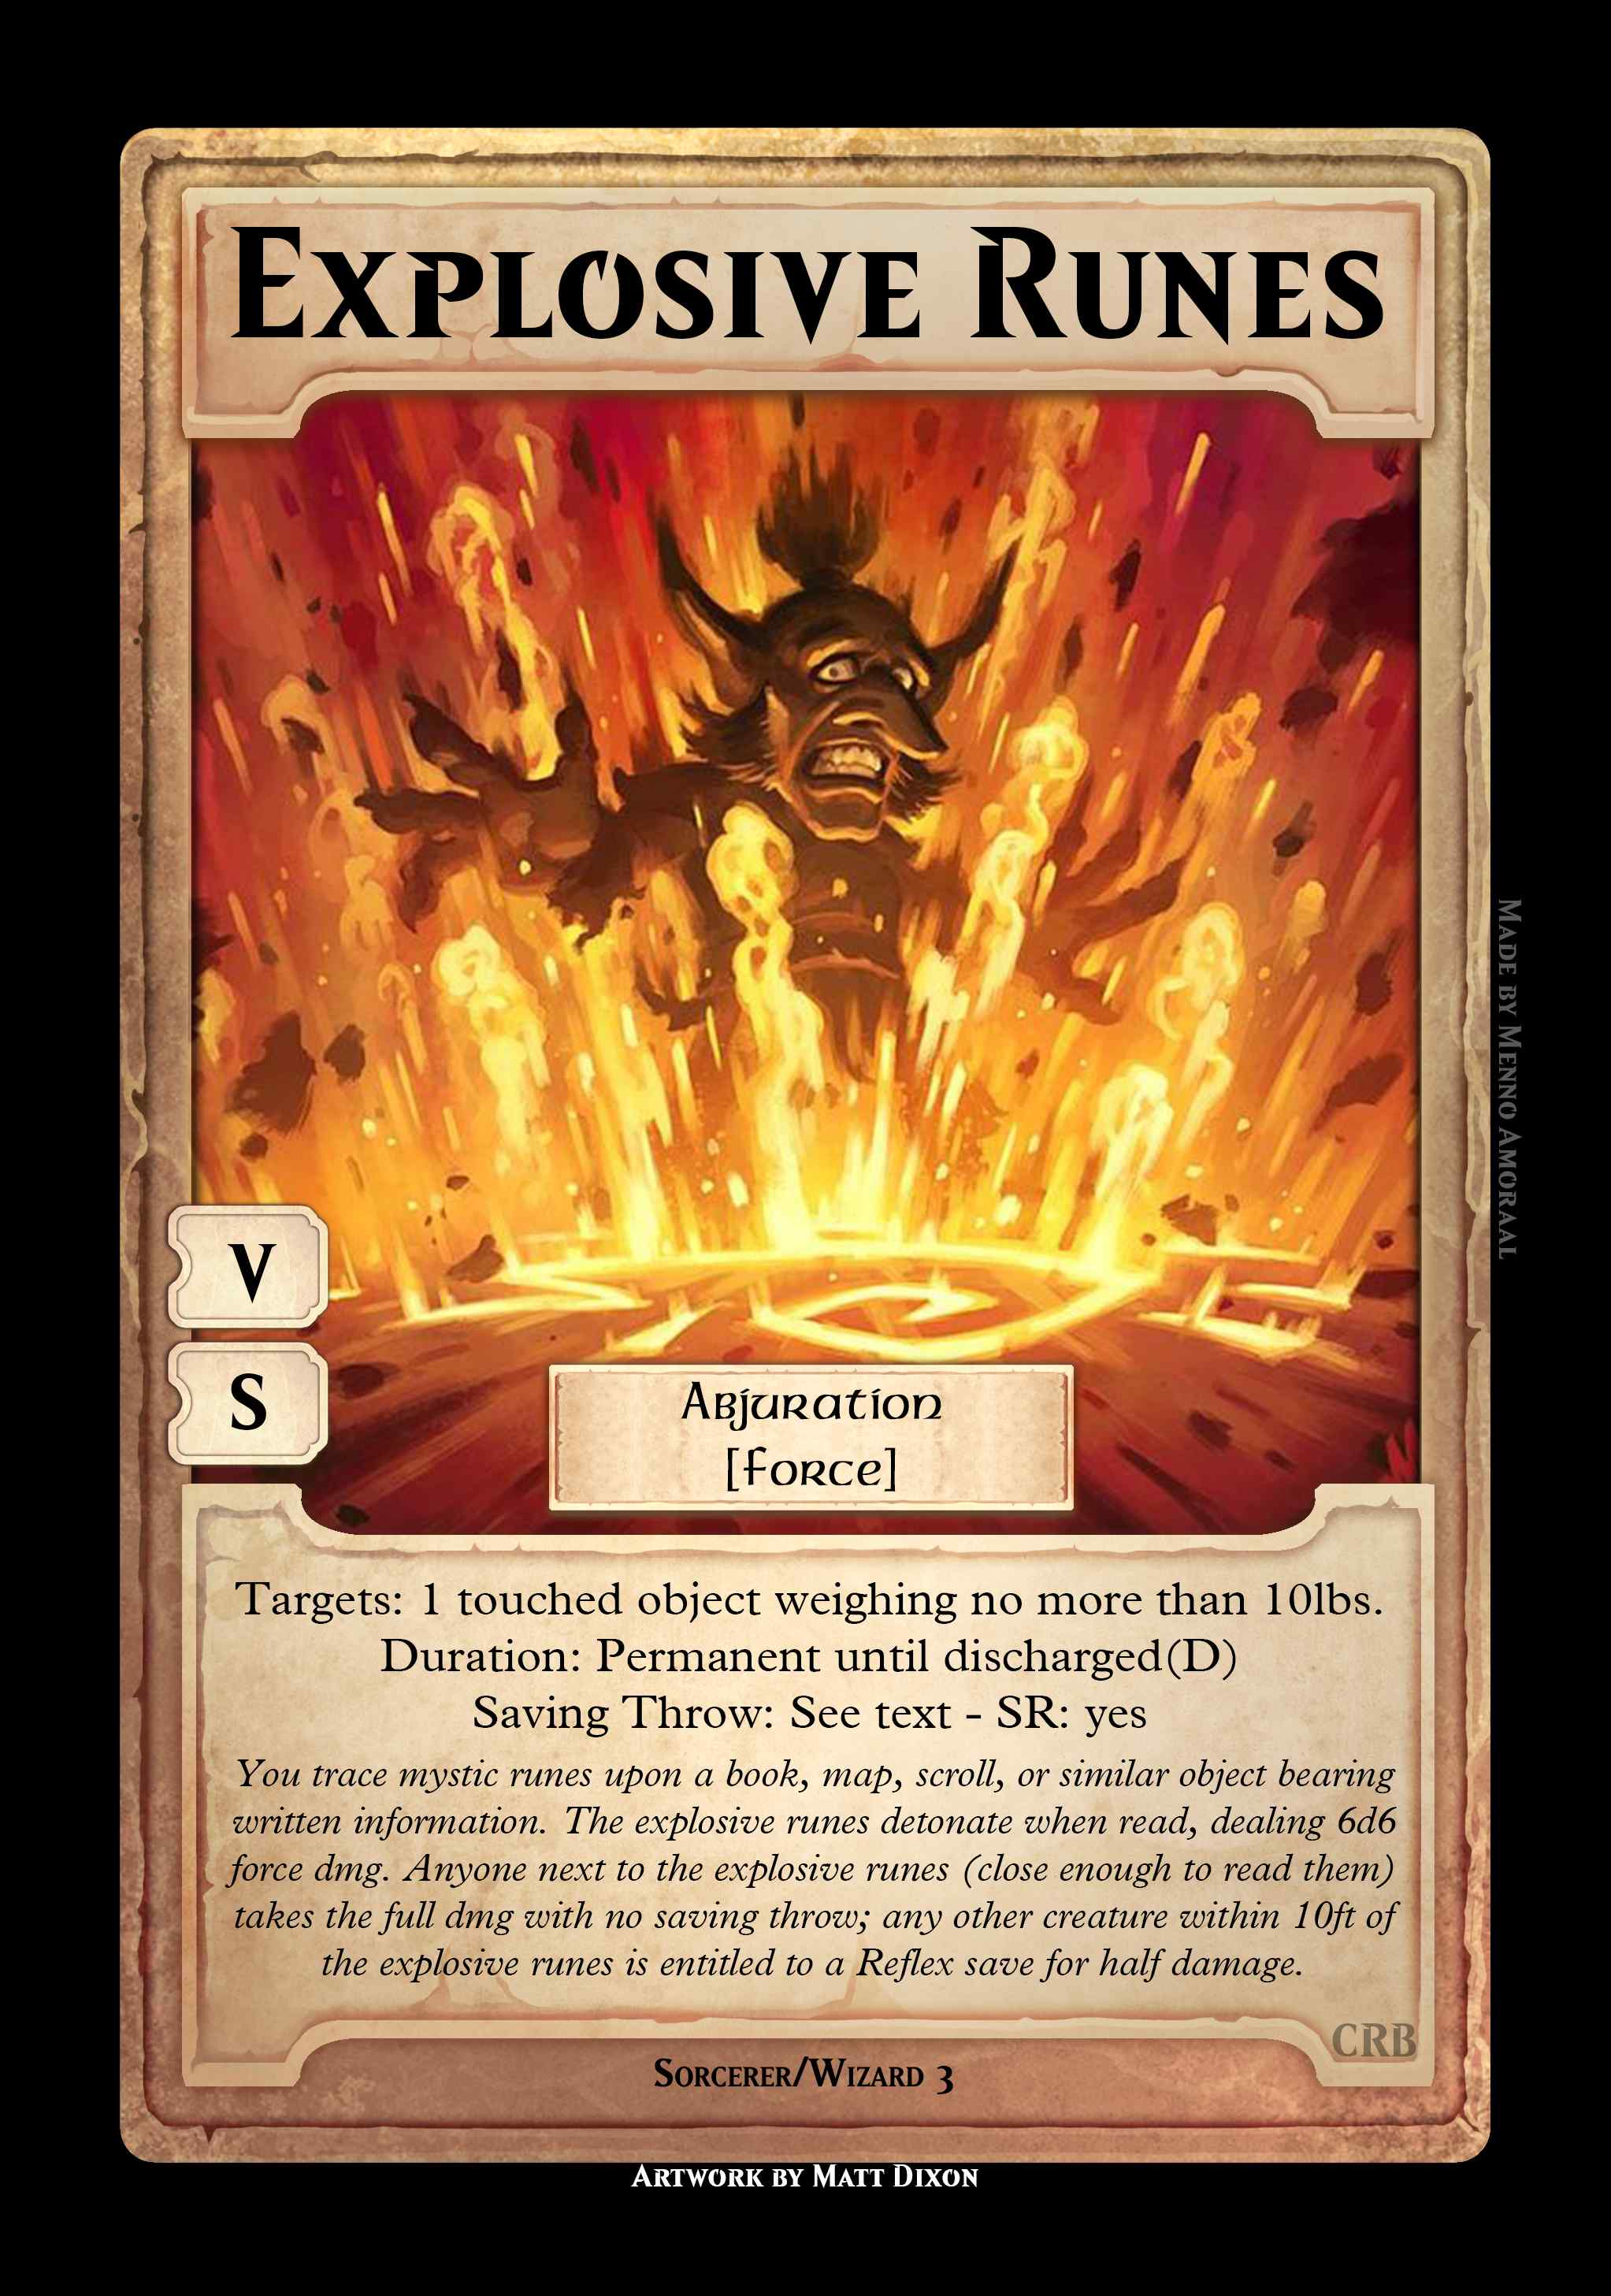 Explosive Runes
Made by Menno Amoraal
V
S
Abjuration
[Force]
Targets: 1 touched object weighing no more than 10lbs.
Duration: Permanent until discharged(D)
Saving Throw: See text - SR: yes
You trace mystic runes upon a book, map, scroll, or similar object bearing
written information. The explosive runes detonate when read, dealing 6d6
force dmg. Anyone next to the explosive runes (close enough to read them)
takes the full dmg with no saving throw; any other creature within 10ft of
the explosive runes is entitled to a Reflex save for half damage.
CRB
Sorcerer/Wizard 3
Artwork by Matt Dixon